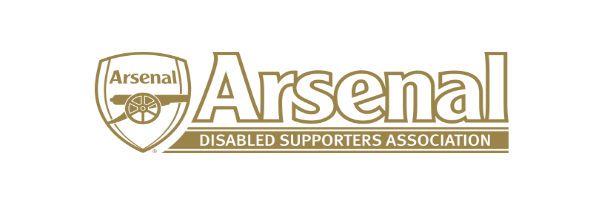 Arsenal
Arsenal
DISABLED SUPPORTERS ASSOCIATION
®